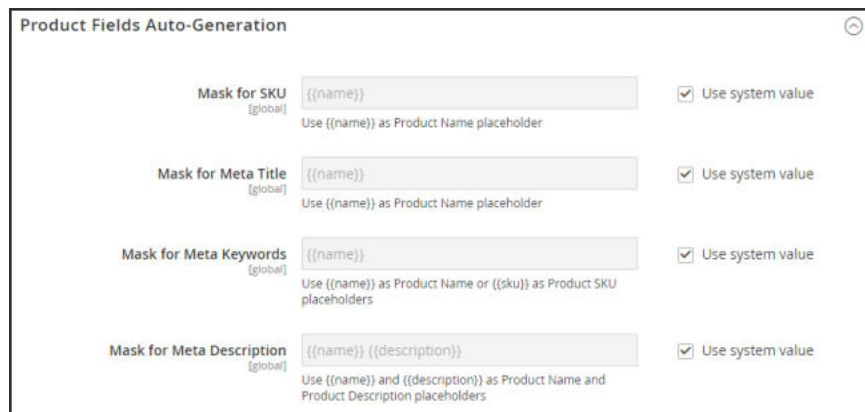 Product Fields Auto-Generation
Mask for SKU
[global]
{{name}}
Use system value
Use {{name}} as Product Name placeholder
Mask for Meta Title
[global]
{{name}}
Use system value
Use {{name}} as Product Name placeholder
Mask for Meta Keywords
[global]
{{name}}
Use system value
Use {{name}} as Product Name or {{sku}} as Product SKU
placeholders
Mask for Meta Description
[global]
{{name}} {{description}}
Use system value
Use {{name}} and {{description}} as Product Name and
Product Description placeholders